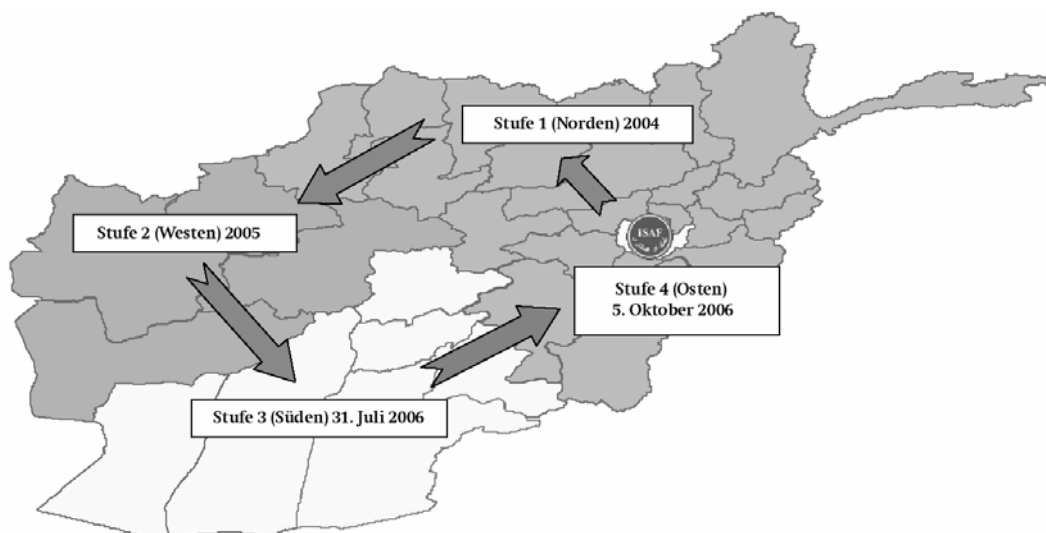 Stufe 1 (Norden) 2004
Stufe 2 (Westen) 2005
ISAF
Stufe 4 (Osten)
5. Oktober 2006
Stufe 3 (Süden) 31. Juli 2006